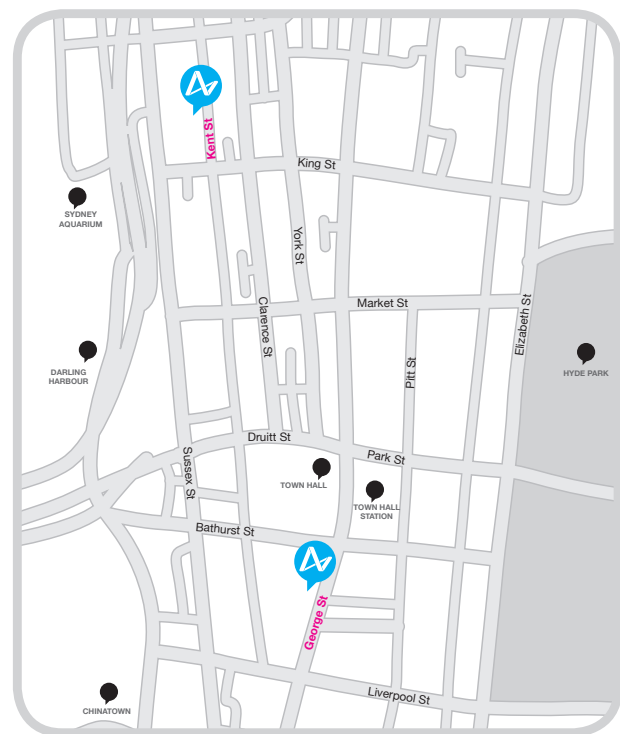 Kent St
King St
SYDNEY
AQUARIUM
York St
Market St
Clarence St
Elizabeth St
Pitt St
DARLING
HARBOUR
HYDE PARK
Druitt St
Park St
Sussex St
TOWN HALL
TOWN HALL
STATION
Bathurst St
George St
Liverpool St
CHINATOWN